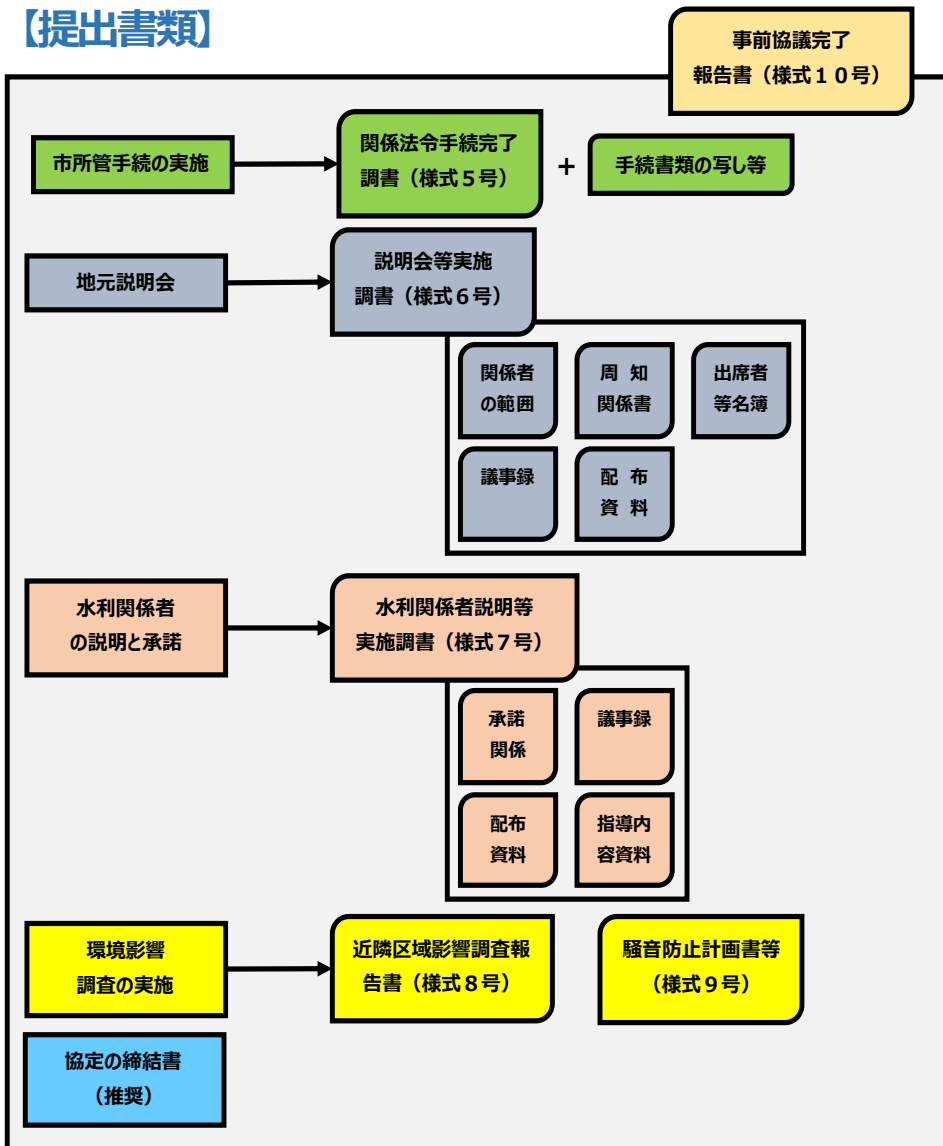 【提出書類】
事前協議完了
報告書（様式１０号）
市所管手続の実施
関係法令手続完了
調書（様式５号）
+
手続書類の写し等
地元説明会
説明会等実施
調書（様式６号）
関係者
の範囲
周　知
関係書
出席者
等名簿
議事録
配　布
資　料
水利関係者
の説明と承諾
水利関係者説明等
実施調書（様式７号）
承諾
関係
議事録
配布
資料
指導内
容資料
環境影響
調査の実施
近隣区域影響調査報
告書（様式８号）
騒音防止計画書等
（様式９号）
協定の締結書
（推奨）